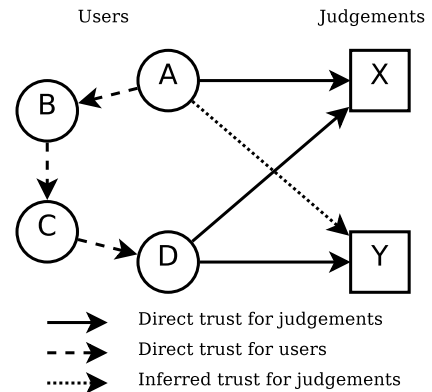 Users Judgements
A X
B
C
D Y
Direct trust for judgements
Direct trust for users
Inferred trust for judgements